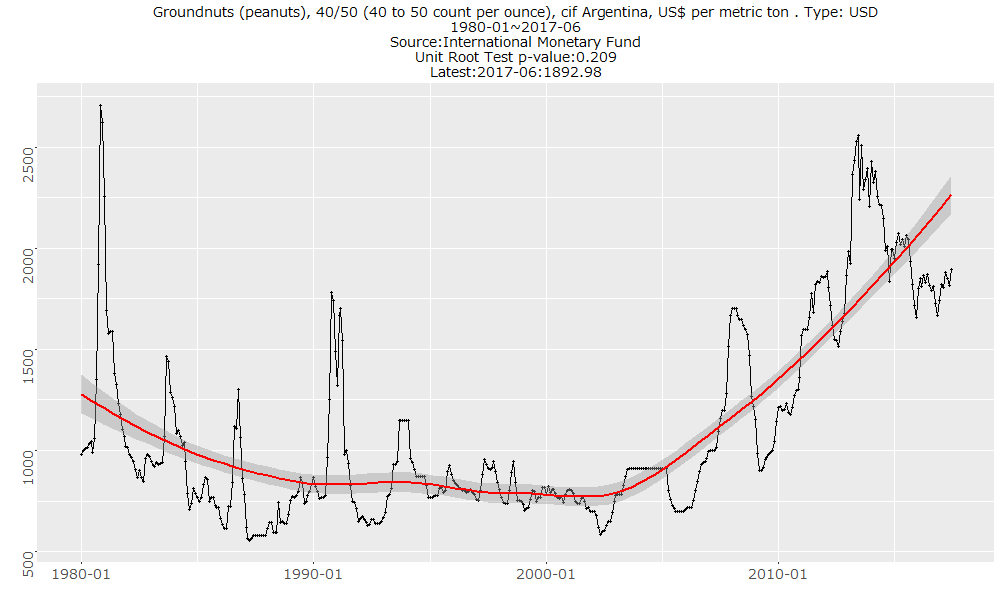 Groundnuts (peanuts), 40/50 (40 to 50 count per ounce), cif Argentina, US$ per metric ton . Type: USD
1980-01~2017-06
Source:International Monetary Fund
Unit Root Test p-value:0.209
Latest:2017-06:1892.98
2500
2000
1500
1000
500
1980-01
1990-01
2000-01
2010-01